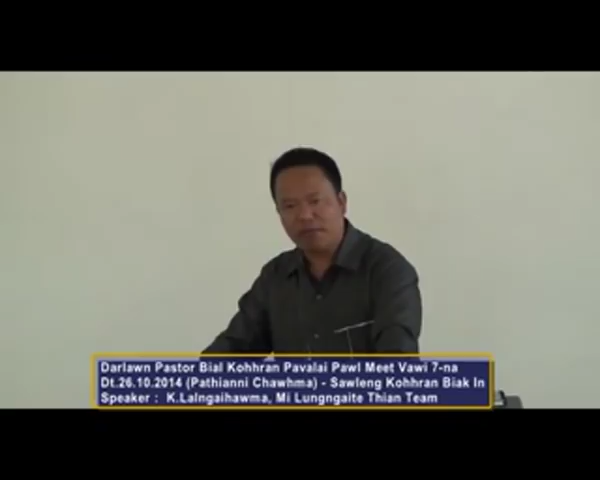 Darlawn Pastor Bial Kohhran Pavalai Pawl Meet Vawi 7-na
Dt.26.10.2014 (Pathianni Chawhma) - Sawleng Kohhran Biak In
Speaker : K.Lalngaihawma, Mi Lungngaite Thian Team